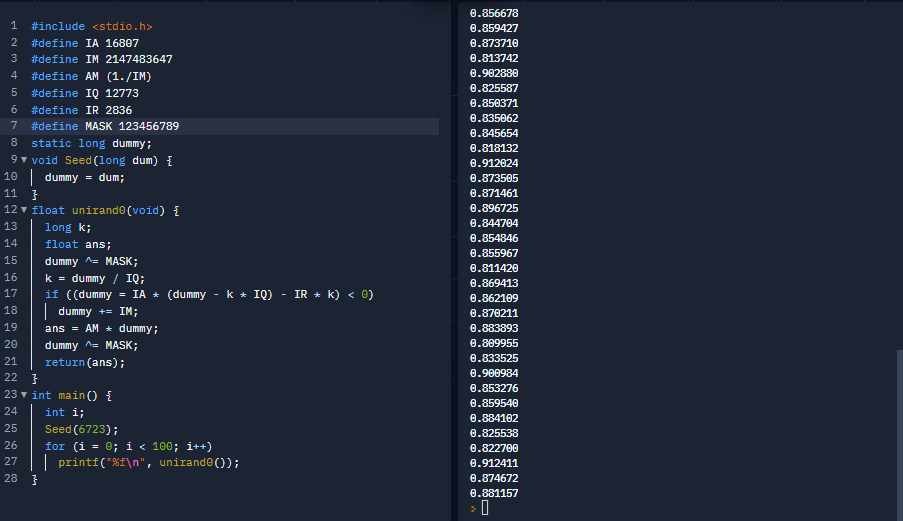 1 #include <stdio.h>
2 #define IA 16807
3 #define IM 2147483647
4 #define AM (1./IM)
5 #define IQ 12773
6 #define IR 2836
7 #define MASK 123456789
8 static long dummy;
9 void Seed(long dum) {
10 dummy = dum;
11 }
12 float unirand0(void) {
13 long k;
14 float ans;
15 dummy ^= MASK;
16 k = dummy / IQ;
17 if ((dummy = IA * (dummy - k * IQ) - IR * k) < 0)
18 dummy += IM;
19 ans = AM * dummy;
20 dummy ^= MASK;
21 return(ans);
22 }
23 int main() {
24 int i;
25 Seed(6723);
26 for (i = 0; i < 100; i++)
27 printf("%f\n", unirand0());
28 }
0.856678
0.859427
0.873710
0.813742
0.902880
0.825587
0.850371
0.835062
0.845654
0.818132
0.912024
0.873505
0.871461
0.896725
0.844704
0.854846
0.855967
0.811420
0.869413
0.862109
0.870211
0.883893
0.809955
0.833525
0.900984
0.853276
0.859540
0.884102
0.825538
0.822700
0.912411
0.874672
0.881157
>